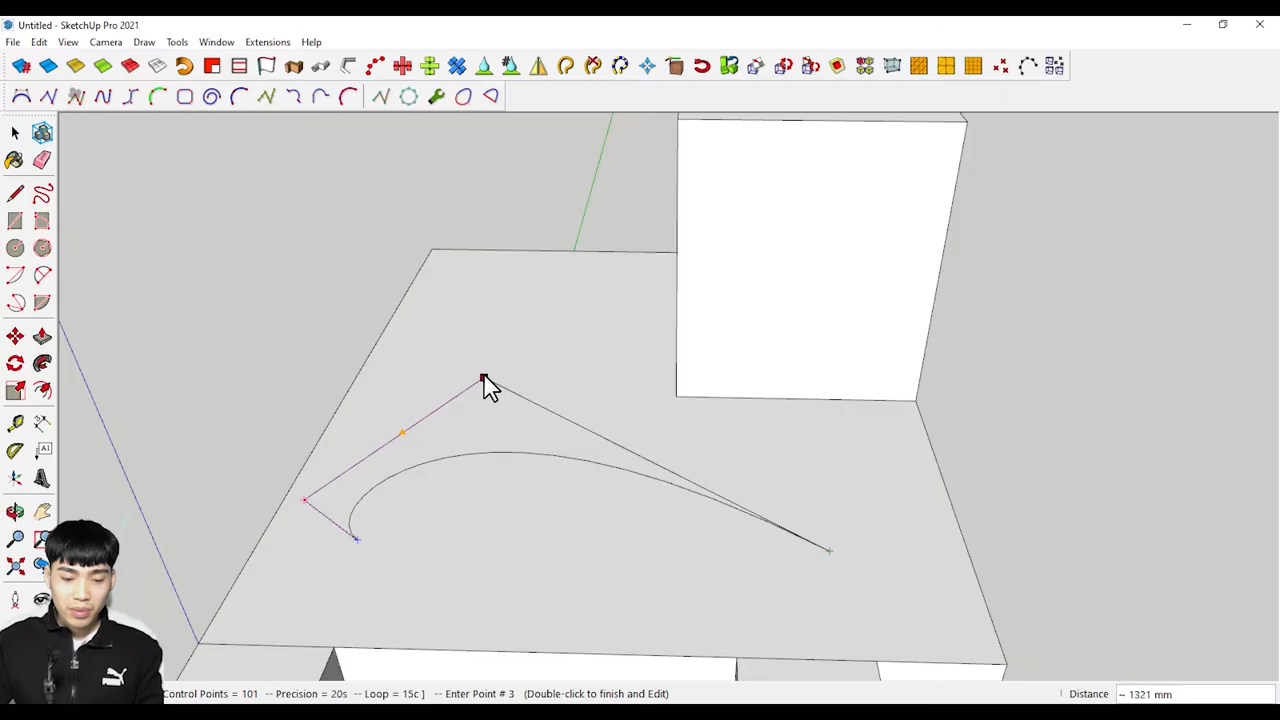 Untitled - SketchUp Pro 2021
File Edit View Camera Draw Tools Window Extensions Help
A1
Control Points = 101 -- Precision = 20s -- Loop = 15c ] -- Enter Point # 3 (Double-click to finish and Edit) Distance ~ 1321 mm